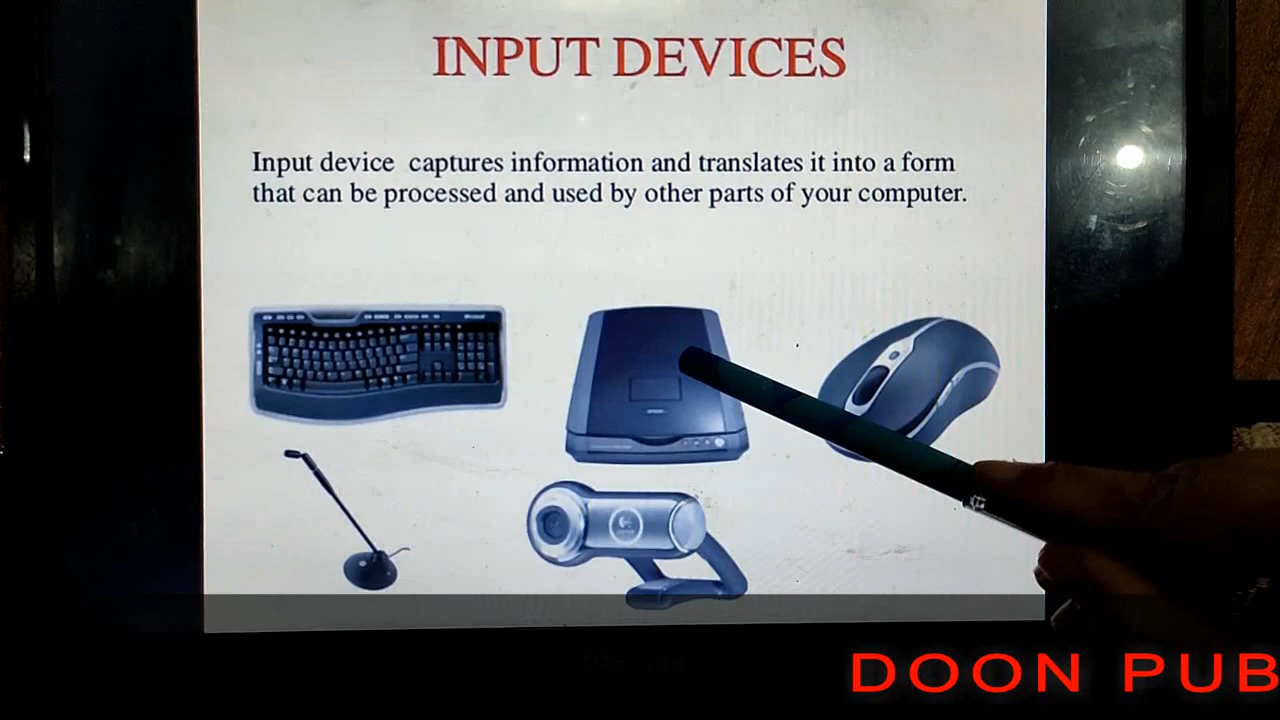 INPUT DEVICES
Input device captures information and translates it into a form
that can be processed and used by other parts of your computer.
DOON PUB